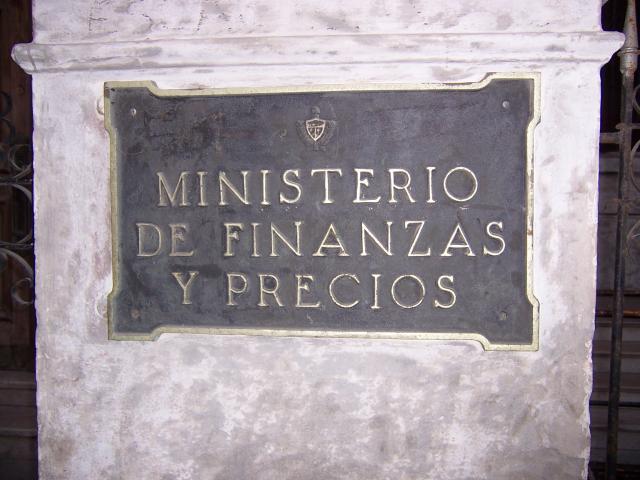 MINISTERIO
DE FINANZAS
Y PRECIOS